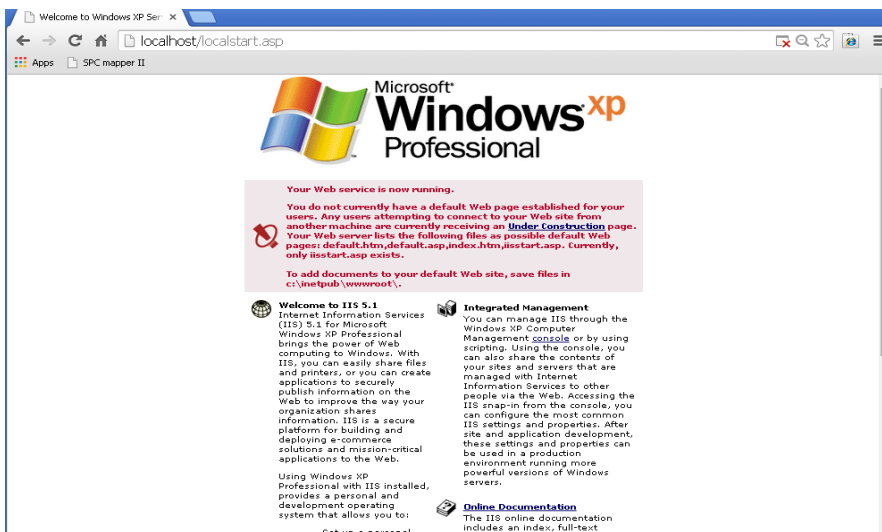 Welcome to Windows XP Ser
localhost/localstart.asp
Apps
SPC mapper II
Microsoft
Windows xp
Professional
Your Web service is now running.
You do not currently have a default Web page established for your
users. Any users attempting to connect to your Web site from
another machine are currently receiving an Under Construction page.
Your Web server lists the following files as possible default Web
pages: default.htm,default.asp,index.htm,iisstart.asp. Currently,
only iisstart.asp exists.
To add documents to your default Web site, save files in
c:\inetpub\wwwroot\.
Welcome to IIS 5.1
Internet Information Services
(IIS) 5.1 for Microsoft
Windows XP Professional
brings the power of Web
computing to Windows. With
IIS, you can easily share files
and printers, or you can create
applications to securely
publish information on the
Web to improve the way your
organization shares
information. IIS is a secure
platform for building and
deploying e-commerce
solutions and mission-critical
applications to the Web.
Using Windows XP
Professional with IIS installed,
provides a personal and
development operating
system that allows you to:
Set up a personal
Integrated Management
You can manage IIS through the
Windows XP Computer
Management console or by using
scripting. Using the console, you
can also share the contents of
your sites and servers that are
managed with Internet
Information Services to other
people via the Web. Accessing the
IIS snap-in from the console, you
can configure the most common
IIS settings and properties. After
site and application development,
these settings and properties can
be used in a production
environment running more
powerful versions of Windows
servers.
Online Documentation
The IIS online documentation
includes an index, full-text